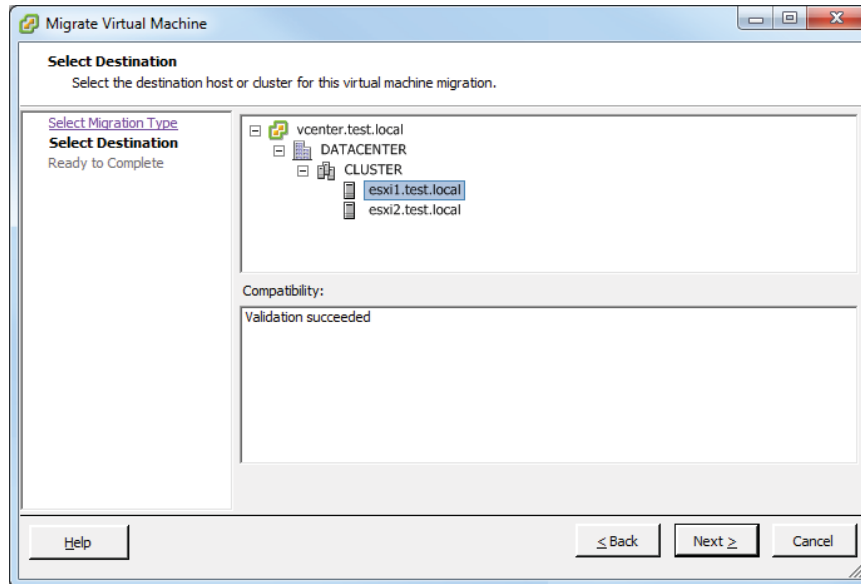 Migrate Virtual Machine
Select Destination
Select the destination host or cluster for this virtual machine migration.
Select Migration Type
Select Destination
Ready to Complete
vcenter.test.local
DATACENTER
CLUSTER
esxi1.test.local
esxi2.test.local
Compatibility:
Validation succeeded
Help
< Back
Next >
Cancel